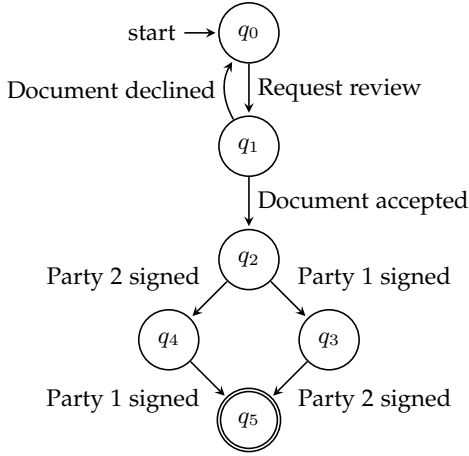 start q0
Document declined Request review
q1
Document accepted
q2
Party 2 signed Party 1 signed
q4 q3
Party 1 signed Party 2 signed
q5